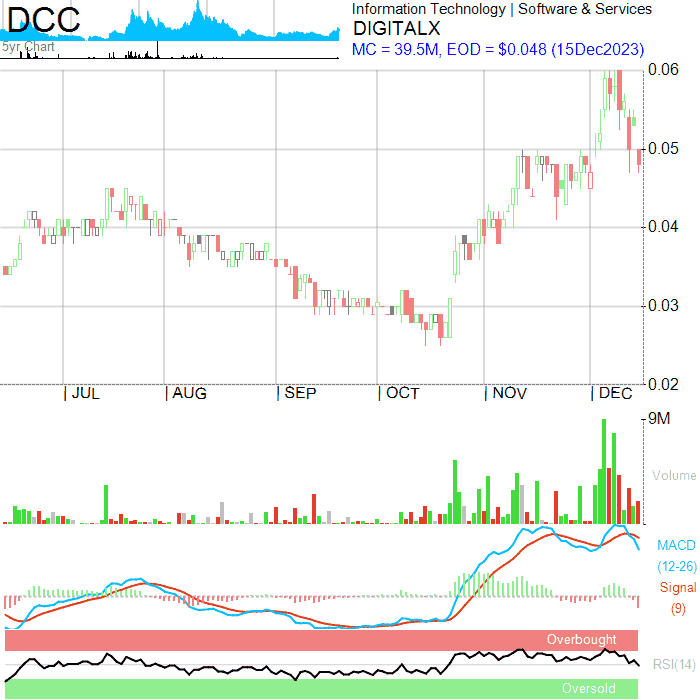 DCC
5yr Chart
Information Technology | Software & Services
DIGITALX
MC = 39.5M, EOD = $0.048 (15Dec2023)
0.06
0.05
0.04
0.03
0.02
JUL AUG SEP OCT NOV DEC
9M
Volume
MACD
(12-26)
Signal
(9)
Overbought
RSI(14)
Oversold